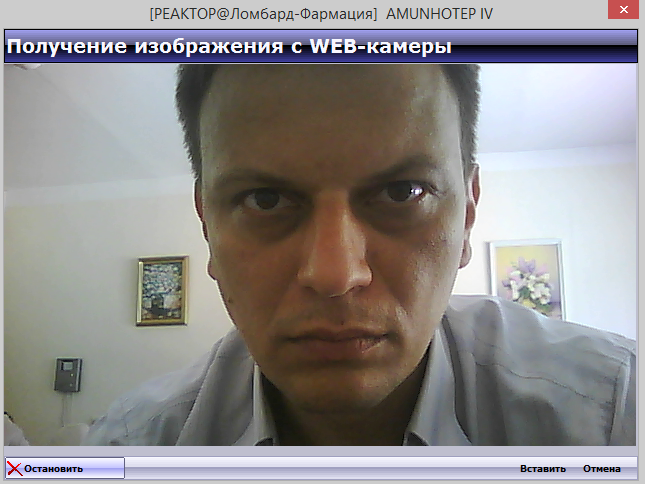 [РЕАКТОР@Ломбард-Фармация] AMUNHOTEP IV
Получение изображения с WEB-камеры
Остановить
Вставить
Отмена